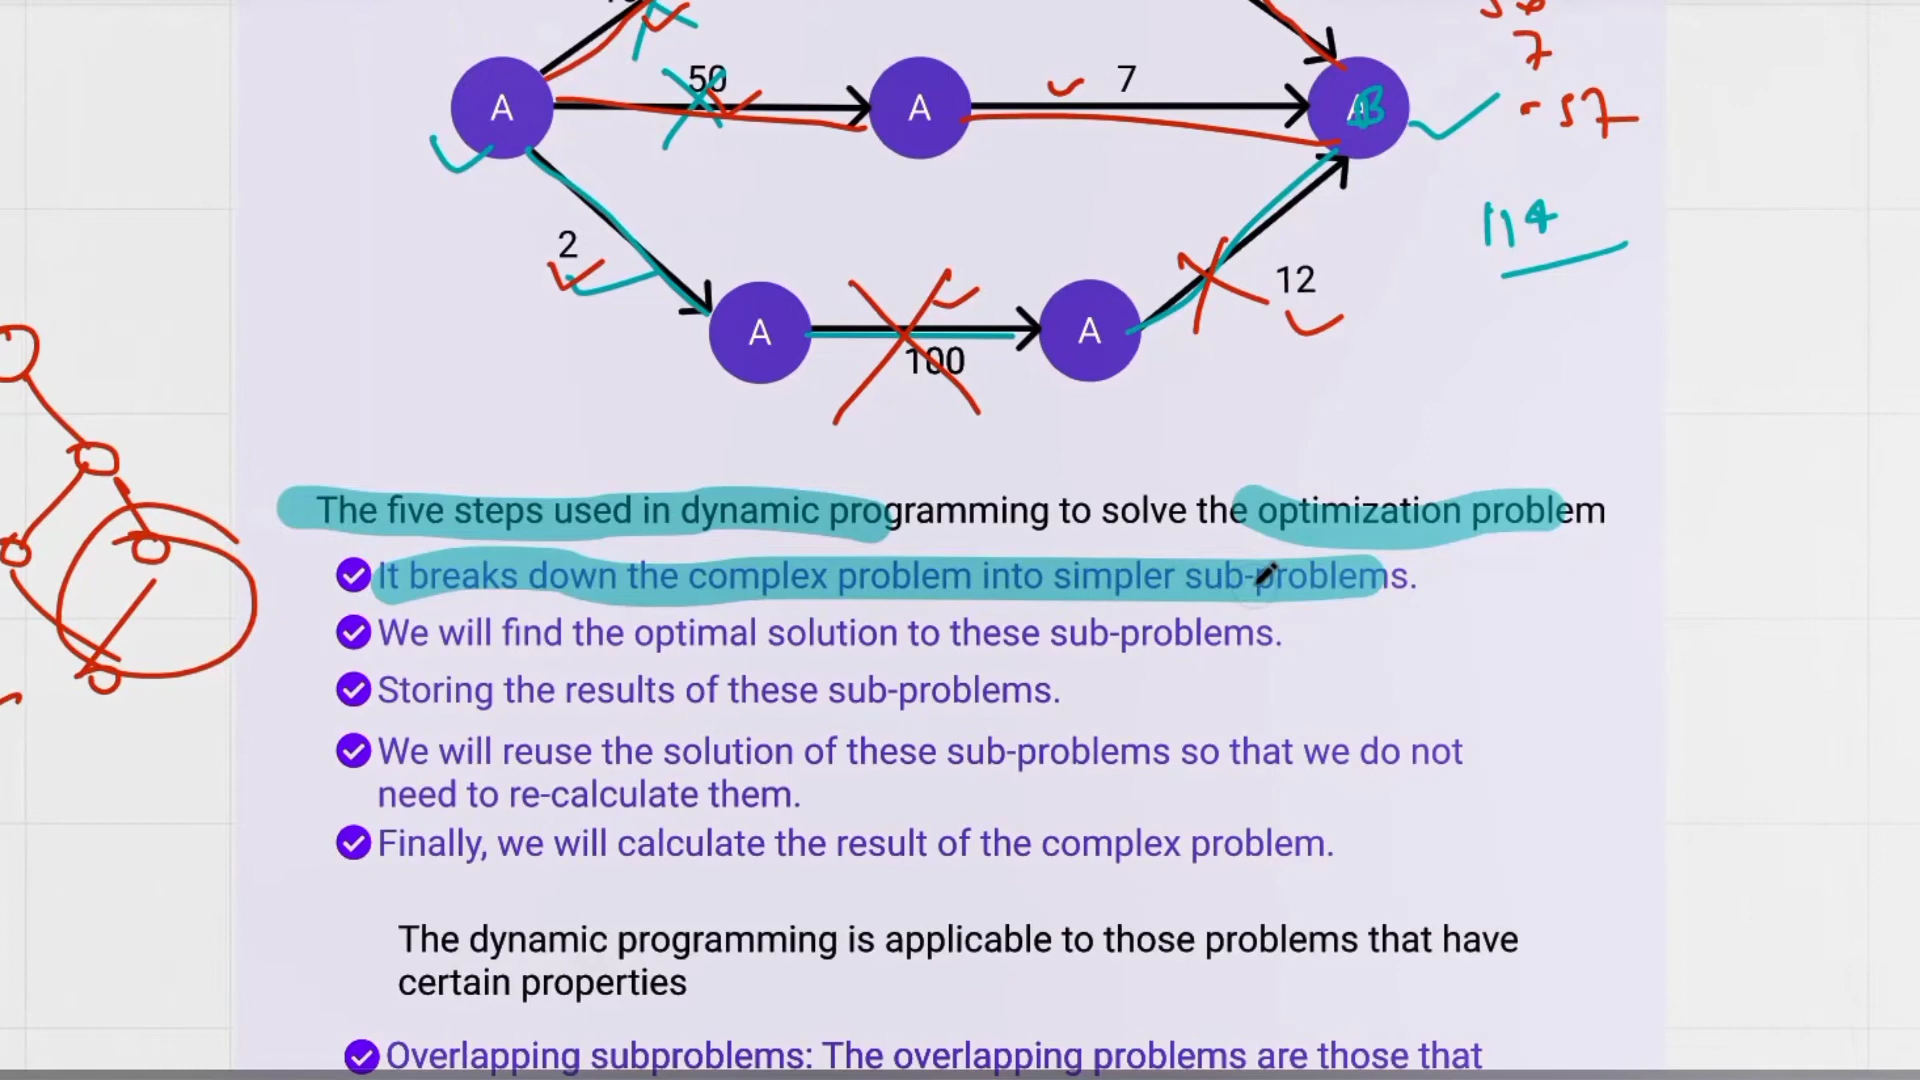 50
7
7
A
A
A B
- 57
114
2
12
A
A
100
The five steps used in dynamic programming to solve the optimization problem
It breaks down the complex problem into simpler sub-problems.
We will find the optimal solution to these sub-problems.
Storing the results of these sub-problems.
We will reuse the solution of these sub-problems so that we do not
need to re-calculate them.
Finally, we will calculate the result of the complex problem.
The dynamic programming is applicable to those problems that have
certain properties
Overlapping subproblems: The overlapping problems are those that